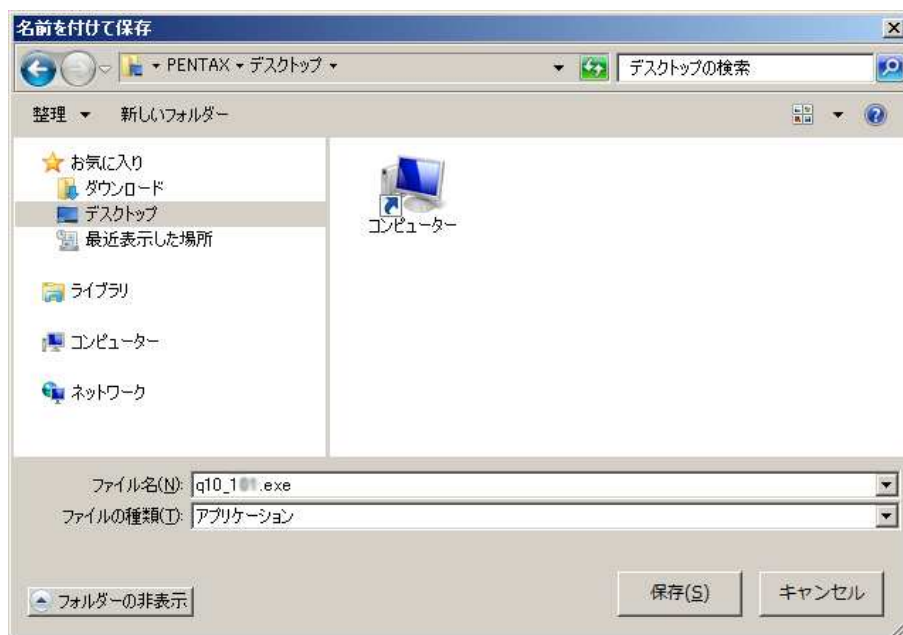 名前を付けて保存
PENTAX デスクトップ
デスクトップの検索
整理 新しいフォルダー
お気に入り
ダウンロード
デスクトップ
最近表示した場所
ライブラリ
コンピューター
ネットワーク
コンピューター
ファイル名(N): q10_1 .exe
ファイルの種類(T): アプリケーション
フォルダーの非表示
保存(S)
キャンセル